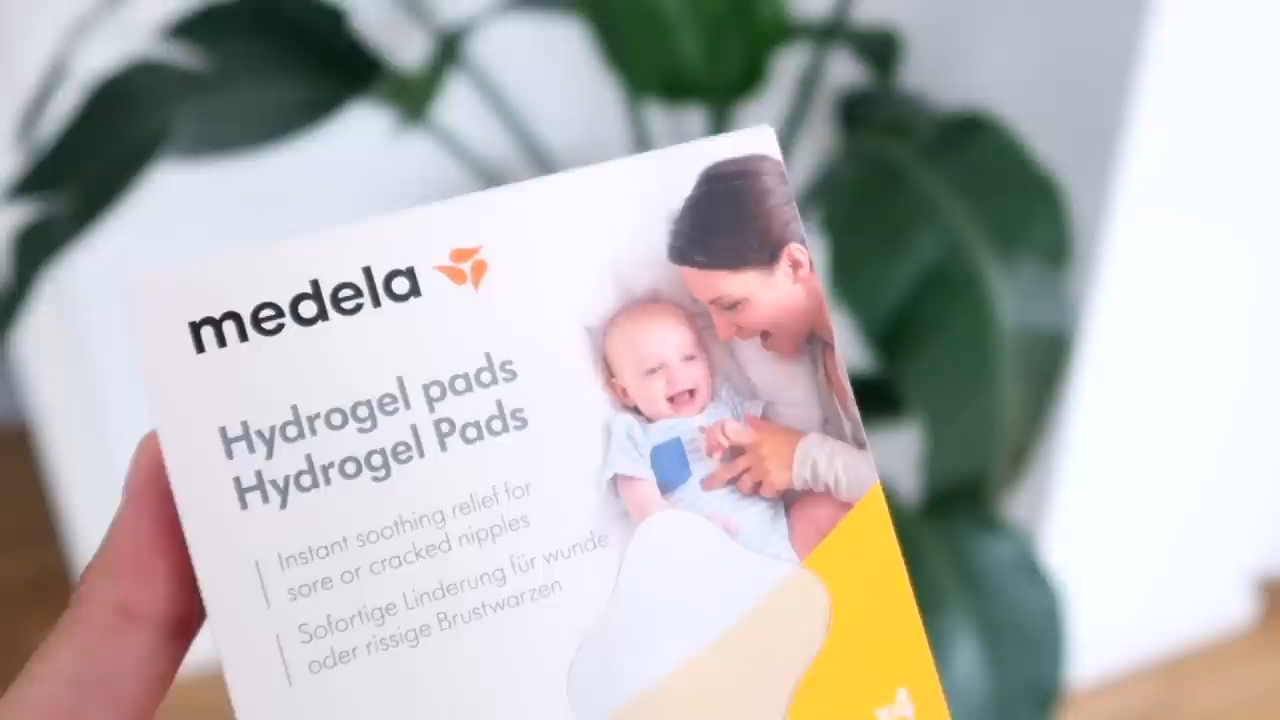 medela
Hydrogel pads
Hydrogel Pads
Instant soothing relief for
sore or cracked nipples
Sofortige Linderung für wunde
oder rissige Brustwarzen
x4